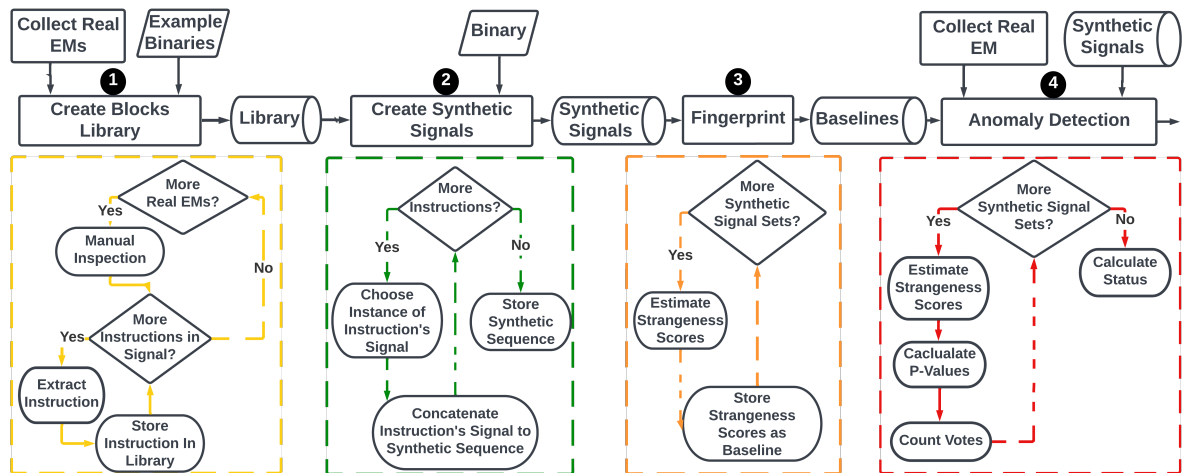 Collect Real
EMs
Example
Binaries
1
Create Blocks
Library
Library
Binary
2
Create Synthetic
Signals
Synthetic
Signals
3
Fingerprint
Baselines
Collect Real
EM
Synthetic
Signals
4
Anomaly Detection
More
Real EMs?
Yes
Manual
Inspection
No
More
Instructions in
Signal?
Yes
Extract
Instruction
Store
Instruction In
Library
More
Instructions?
Yes
No
Choose
Instance of
Instruction's
Signal
Store
Synthetic
Sequence
Concatenate
Instruction's Signal to
Synthetic Sequence
More
Synthetic
Signal Sets?
Yes
Estimate
Strangeness
Scores
Store
Strangeness
Scores as
Baseline
More
Synthetic Signal
Sets?
Yes
No
Estimate
Strangeness
Scores
Calculate
Status
Caclualate
P-Values
Count Votes